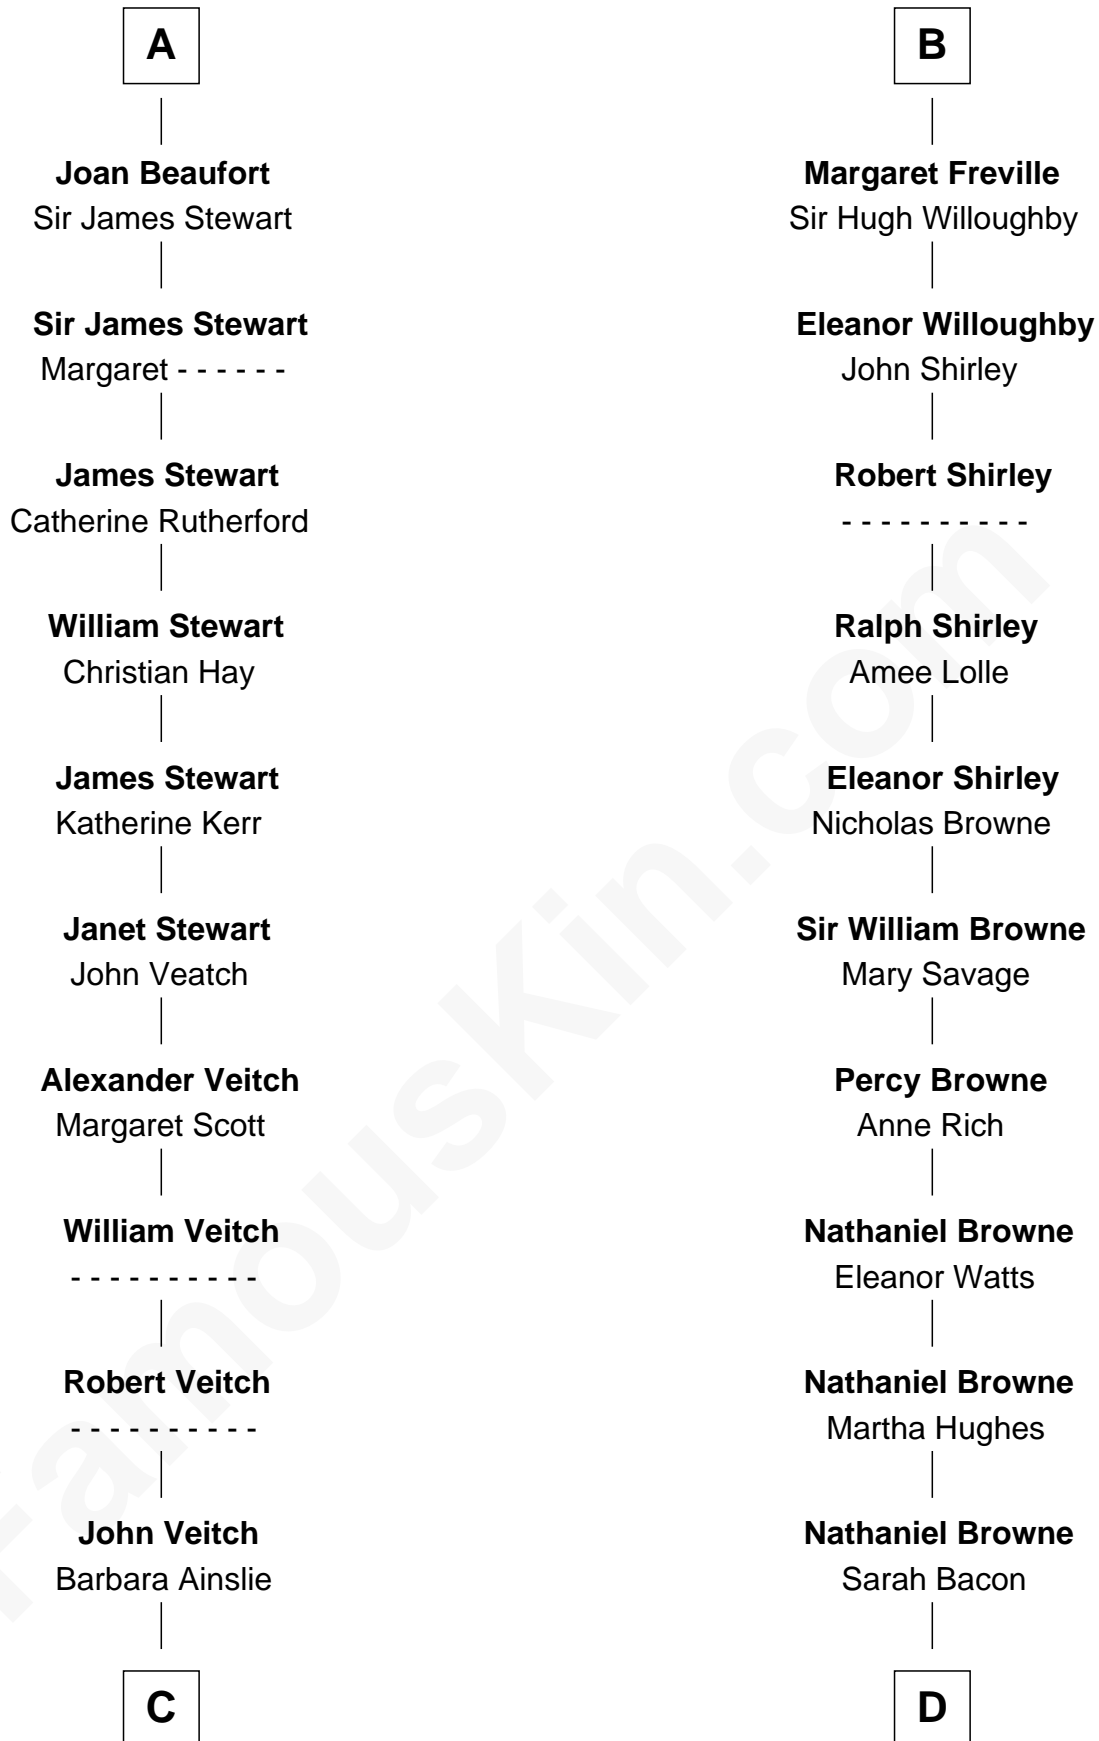 A
Joan Beaufort
Sir James Stewart
Sir James Stewart
Margaret - - - - - -
James Stewart
Catherine Rutherford
William Stewart
Christian Hay
James Stewart
Katherine Kerr
Janet Stewart
John Veatch
Alexander Veitch
Margaret Scott
William Veitch
- - - - - - - - - -
Robert Veitch
- - - - - - - - - -
John Veitch
Barbara Ainslie
C
B
Margaret Freville
Sir Hugh Willoughby
Eleanor Willoughby
John Shirley
Robert Shirley
- - - - - - - - - -
Ralph Shirley
Amee Lolle
Eleanor Shirley
Nicholas Browne
Sir William Browne
Mary Savage
Percy Browne
Anne Rich
Nathaniel Browne
Eleanor Watts
Nathaniel Browne
Martha Hughes
Nathaniel Browne
Sarah Bacon
D
FamousKin.com